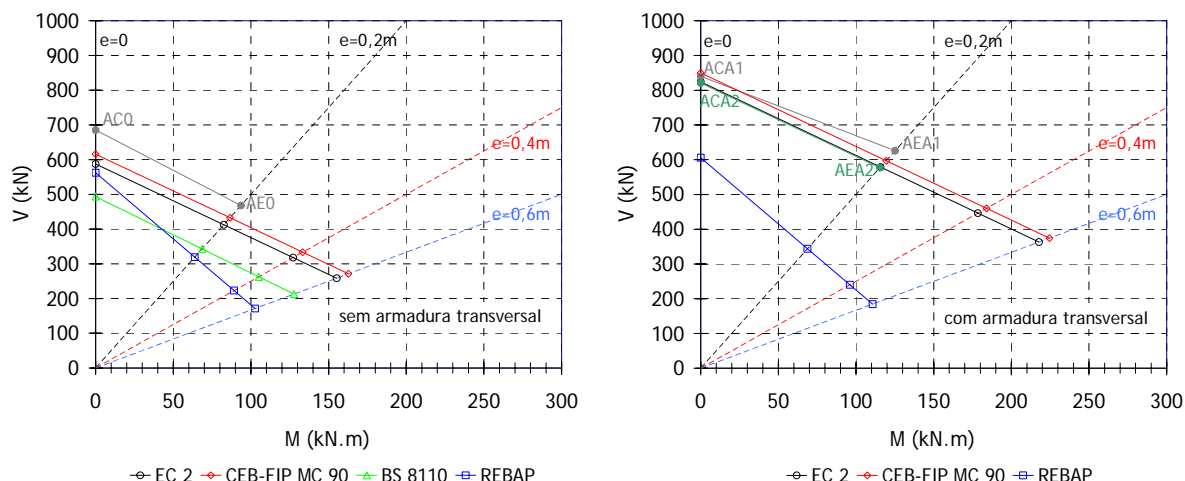 1000
900
800
700
600
500
400
300
200
100
0
V (kN)
e=0
e=0,2m
AC0
AE0
e=0,4m
e=0,6m
sem armadura transversal
0 50 100 150 200 250 300
M (kN.m)
EC 2 CEB-FIP MC 90 BS 8110 REBAP
1000
900
800
700
600
500
400
300
200
100
0
V (kN)
e=0
e=0,2m
ACA1
ACA2
AEA1
AEA2
e=0,4m
e=0,6m
com armadura transversal
0 50 100 150 200 250 300
M (kN.m)
EC 2 CEB-FIP MC 90 REBAP